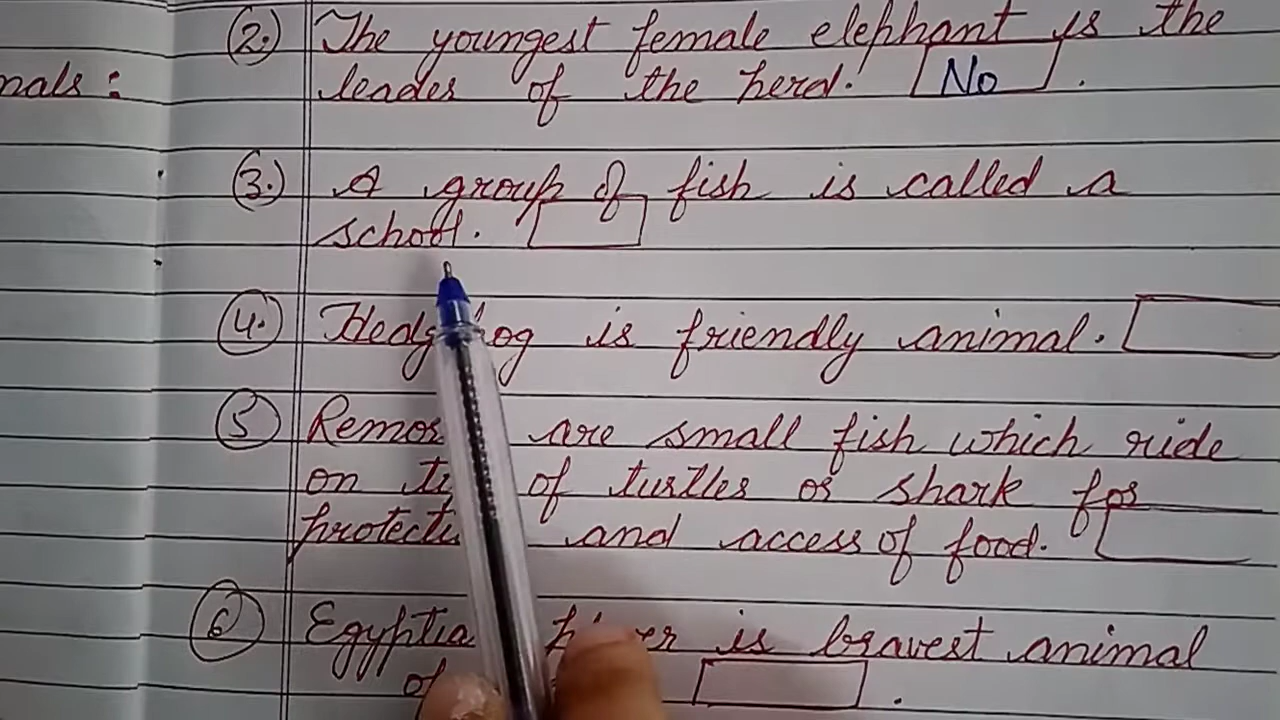 (2.) The youngest female elephant is the
nals : leader of the herd. No .
(3.) A group of fish is called a
school.
(4.) Hedgehog is friendly animal.
(5) are small fish which ride
on of turtles or shark for
and access of food.
(6) is bravest animal